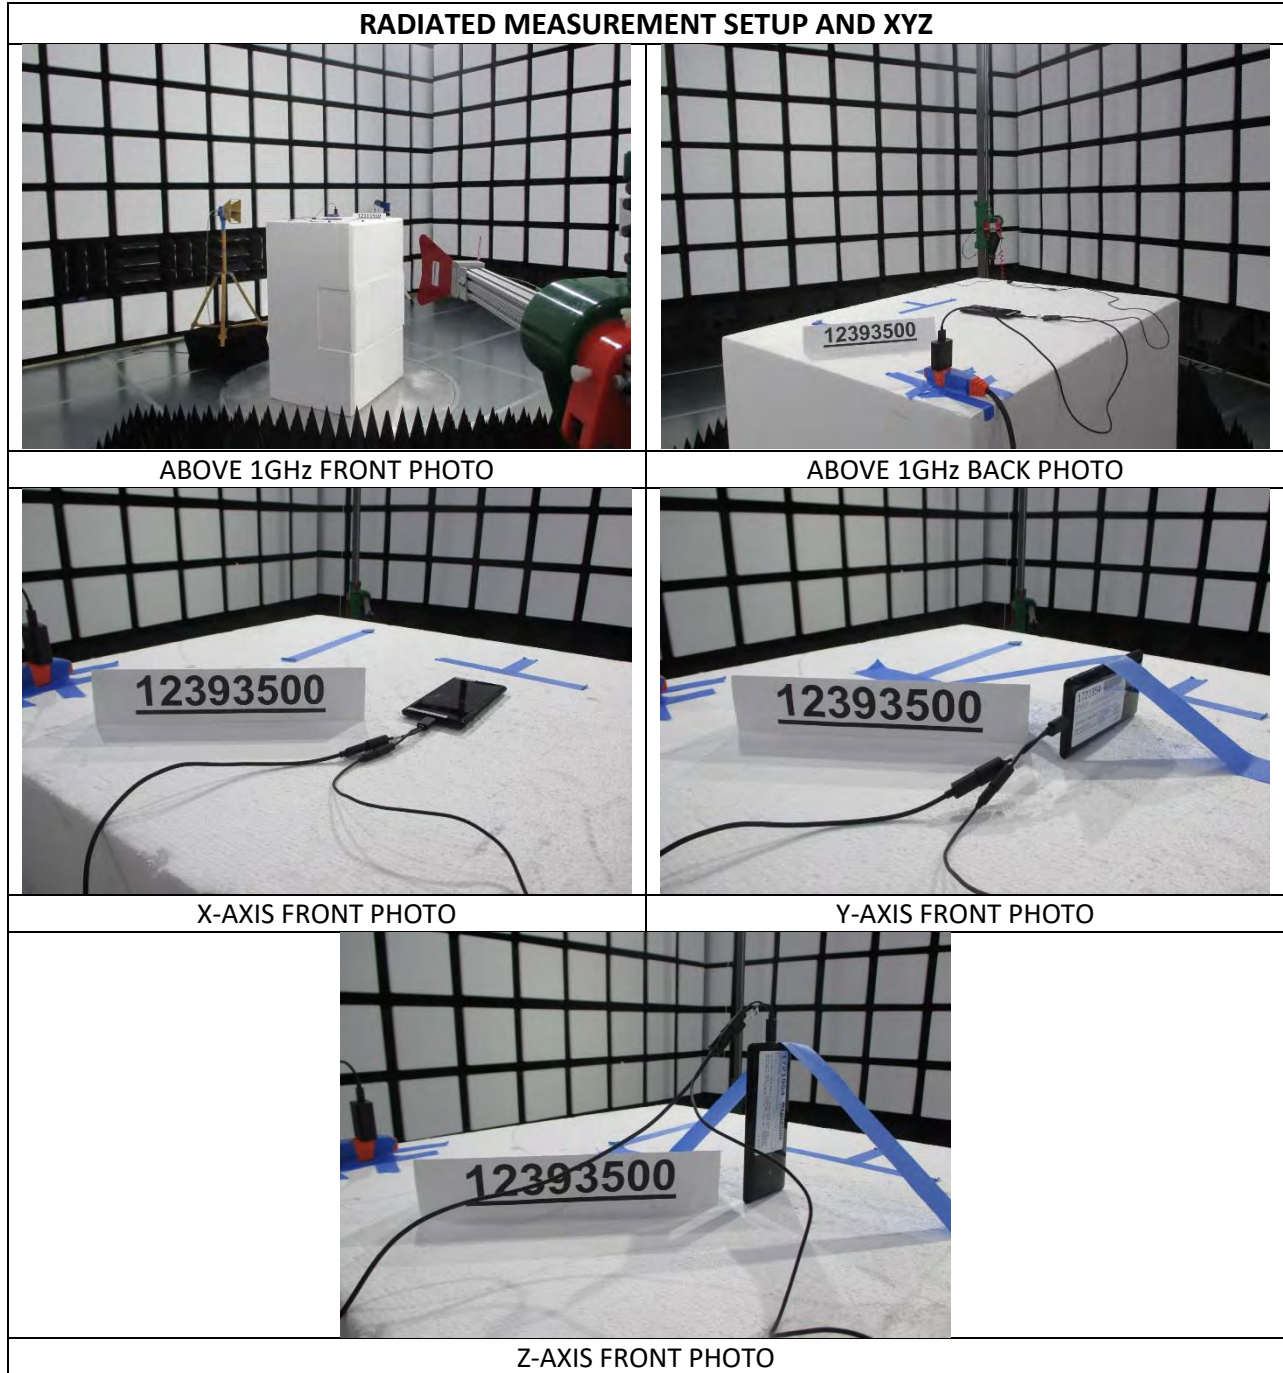 RADIATED MEASUREMENT SETUP AND XYZ
12393500
12393500
ABOVE 1GHz FRONT PHOTO
ABOVE 1GHz BACK PHOTO
12393500
12393500
X-AXIS FRONT PHOTO
Y-AXIS FRONT PHOTO
12393500
Z-AXIS FRONT PHOTO